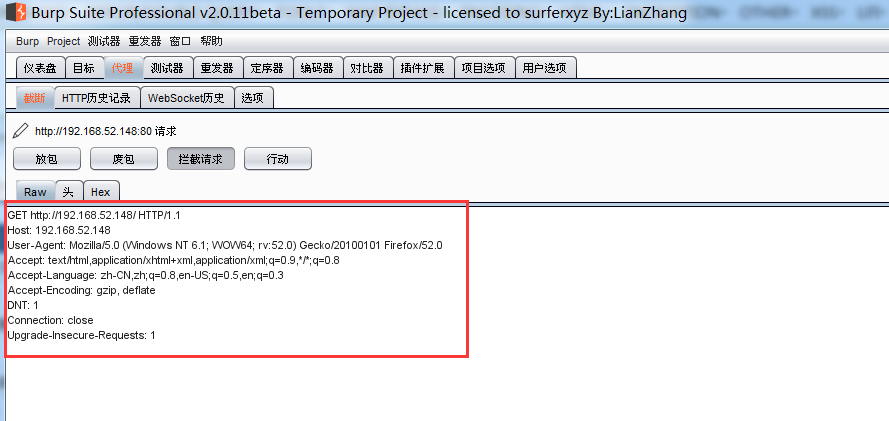 Burp Suite Professional v2.0.11beta - Temporary Project - licensed to surferxyz By:LianZhang
Burp Project 测试器 重发器 窗口 帮助
仪表盘 目标 代理 测试器 重发器 定序器 编码器 对比器 插件扩展 项目选项 用户选项
截断 HTTP历史记录 WebSocket历史 选项
http://192.168.52.148:80 请求
放包 废包 拦截请求 行动
Raw 头 Hex
GET http://192.168.52.148/ HTTP/1.1
Host: 192.168.52.148
User-Agent: Mozilla/5.0 (Windows NT 6.1; WOW64; rv:52.0) Gecko/20100101 Firefox/52.0
Accept: text/html,application/xhtml+xml,application/xml;q=0.9,*/*;q=0.8
Accept-Language: zh-CN,zh;q=0.8,en-US;q=0.5,en;q=0.3
Accept-Encoding: gzip, deflate
DNT: 1
Connection: close
Upgrade-Insecure-Requests: 1